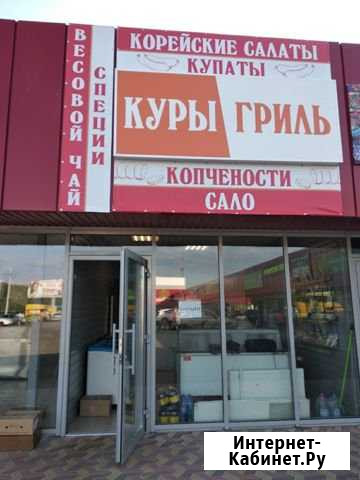 ВЕСОВОЙ ЧАЙ
СПЕЦИИ
КОРЕЙСКИЕ САЛАТЫ
КУПАТЫ
КУРЫ ГРИЛЬ
КОПЧЕНОСТИ
САЛО
Интернет-
Кабинет.Ру